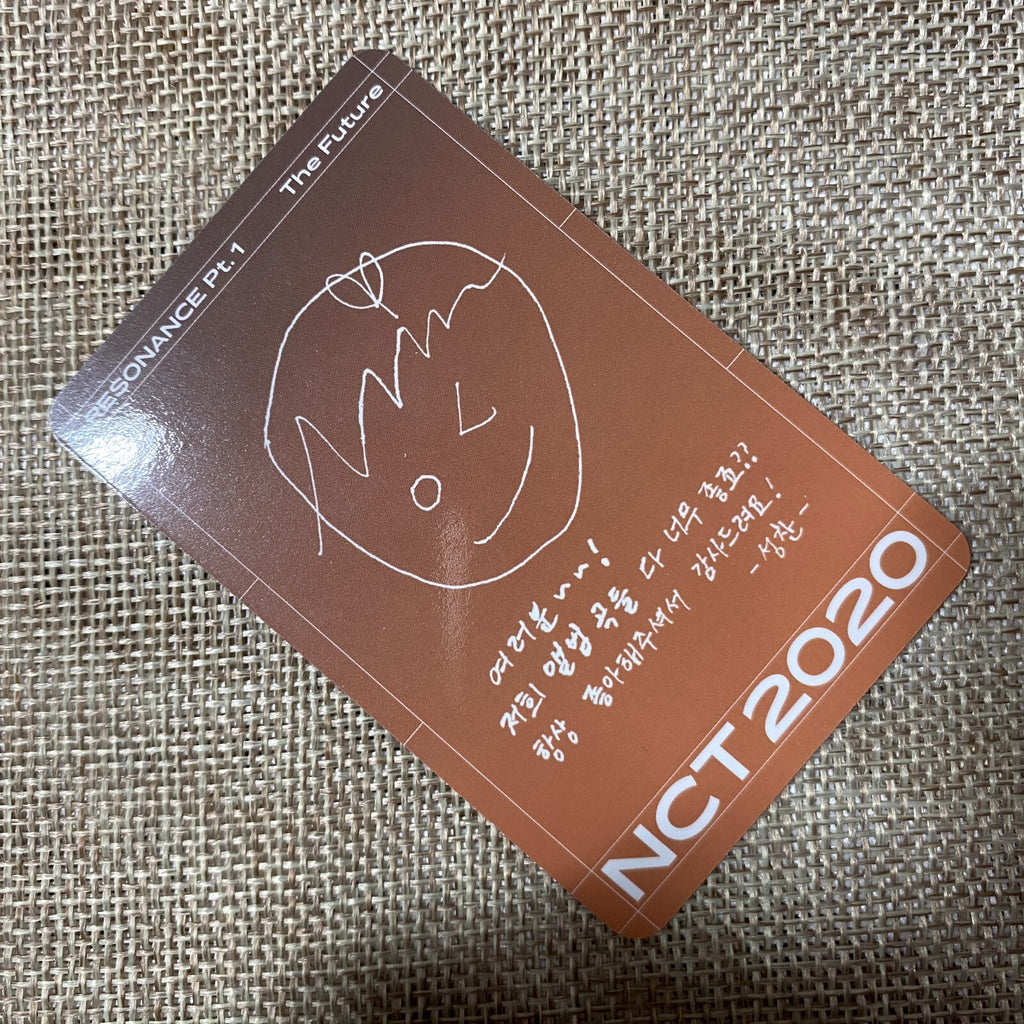 RESONANCE Pt. 1 The Future
여러분~~!
저희 앨범 곡들 다 너무 좋죠??
항상 좋아해주셔서 감사드려요!
- 성찬 -
NCT 2020